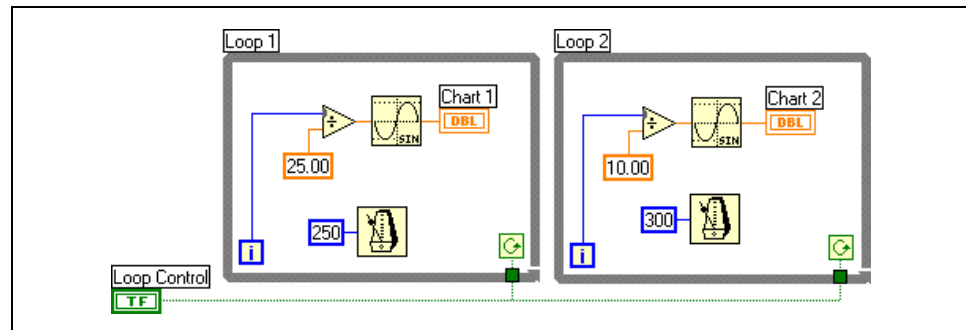 Loop 1
Loop 2
Chart 1
DBL
SIN
25.00
250
i
Chart 2
DBL
SIN
10.00
300
i
Loop Control
TF